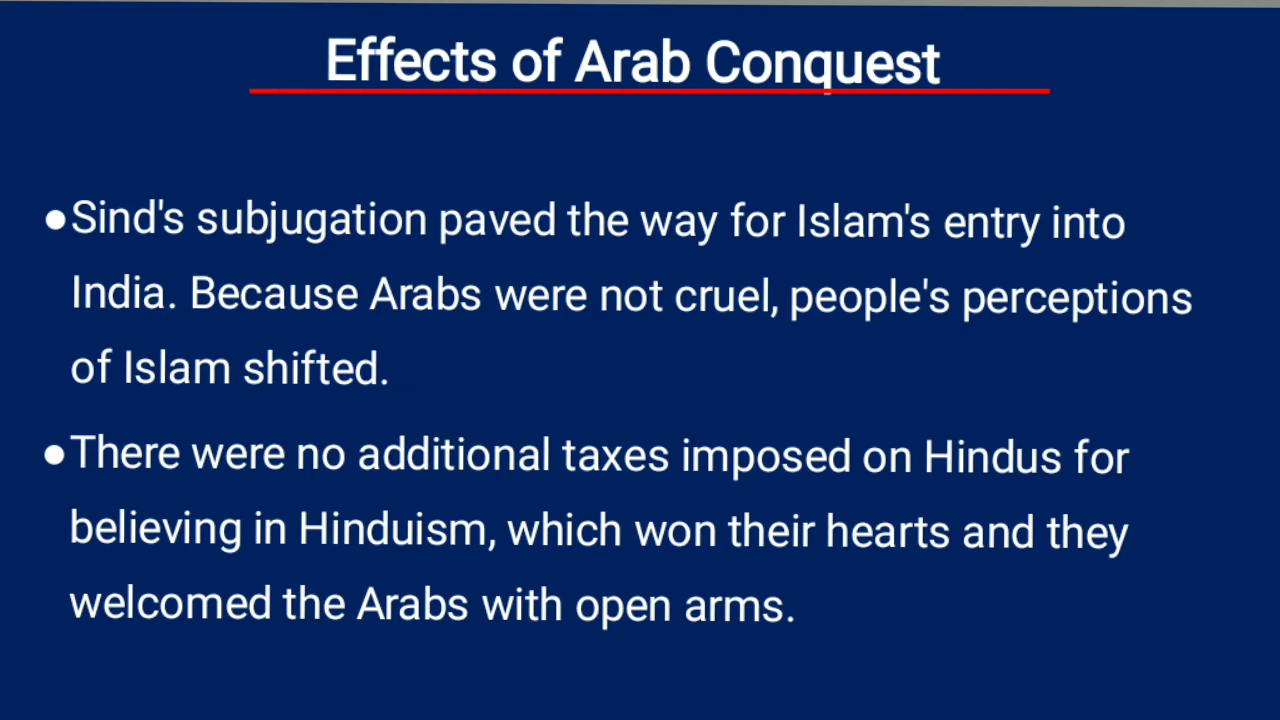 Effects of Arab Conquest
●Sind's subjugation paved the way for Islam's entry into
India. Because Arabs were not cruel, people's perceptions
of Islam shifted.
●There were no additional taxes imposed on Hindus for
believing in Hinduism, which won their hearts and they
welcomed the Arabs with open arms.